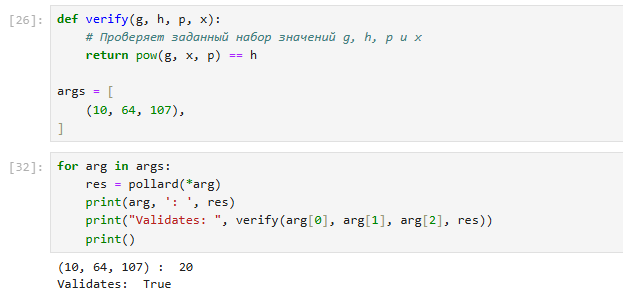 [26]: def verify(g, h, p, x):
    # Проверяет заданный набор значений g, h, p и x
    return pow(g, x, p) == h
args = [
    (10, 64, 107),
]
[32]: for arg in args:
    res = pollard(*arg)
    print(arg, ': ', res)
    print("Validates: ", verify(arg[0], arg[1], arg[2], res))
    print()
(10, 64, 107) :  20
Validates:  True